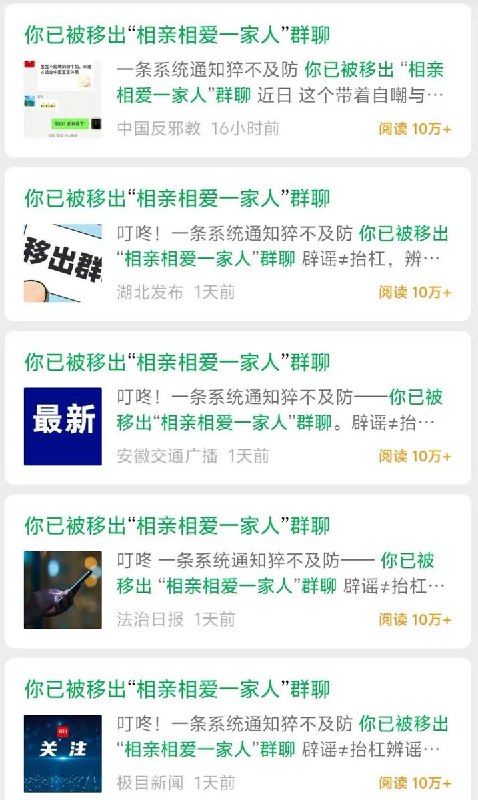 你已被移出“相亲相爱一家人”群聊
一条系统通知猝不及防 你已被移出 “相亲
相爱一家人”群聊 近日 这个带着自嘲与…
中国反邪教 16小时前
阅读 10万+
你已被移出“相亲相爱一家人”群聊
移出群
叮咚！一条系统通知猝不及防 你已被移出
“相亲相爱一家人”群聊 辟谣≠抬杠，辨…
湖北发布 1天前
阅读 10万+
你已被移出“相亲相爱一家人”群聊
最新
叮咚！一条系统通知猝不及防——你已被
移出“相亲相爱一家人”群聊。辟谣≠抬…
安徽交通广播 1天前
阅读 10万+
你已被移出“相亲相爱一家人”群聊
叮咚 一条系统通知猝不及防—— 你已被
移出 “相亲相爱一家人”群聊 辟谣≠抬杠…
法治日报 1天前
阅读 10万+
你已被移出“相亲相爱一家人”群聊
关 注
叮咚！一条系统通知猝不及防 你已被移出
“相亲相爱一家人”群聊 辟谣≠抬杠辨谣…
极目新闻 1天前
阅读 10万+